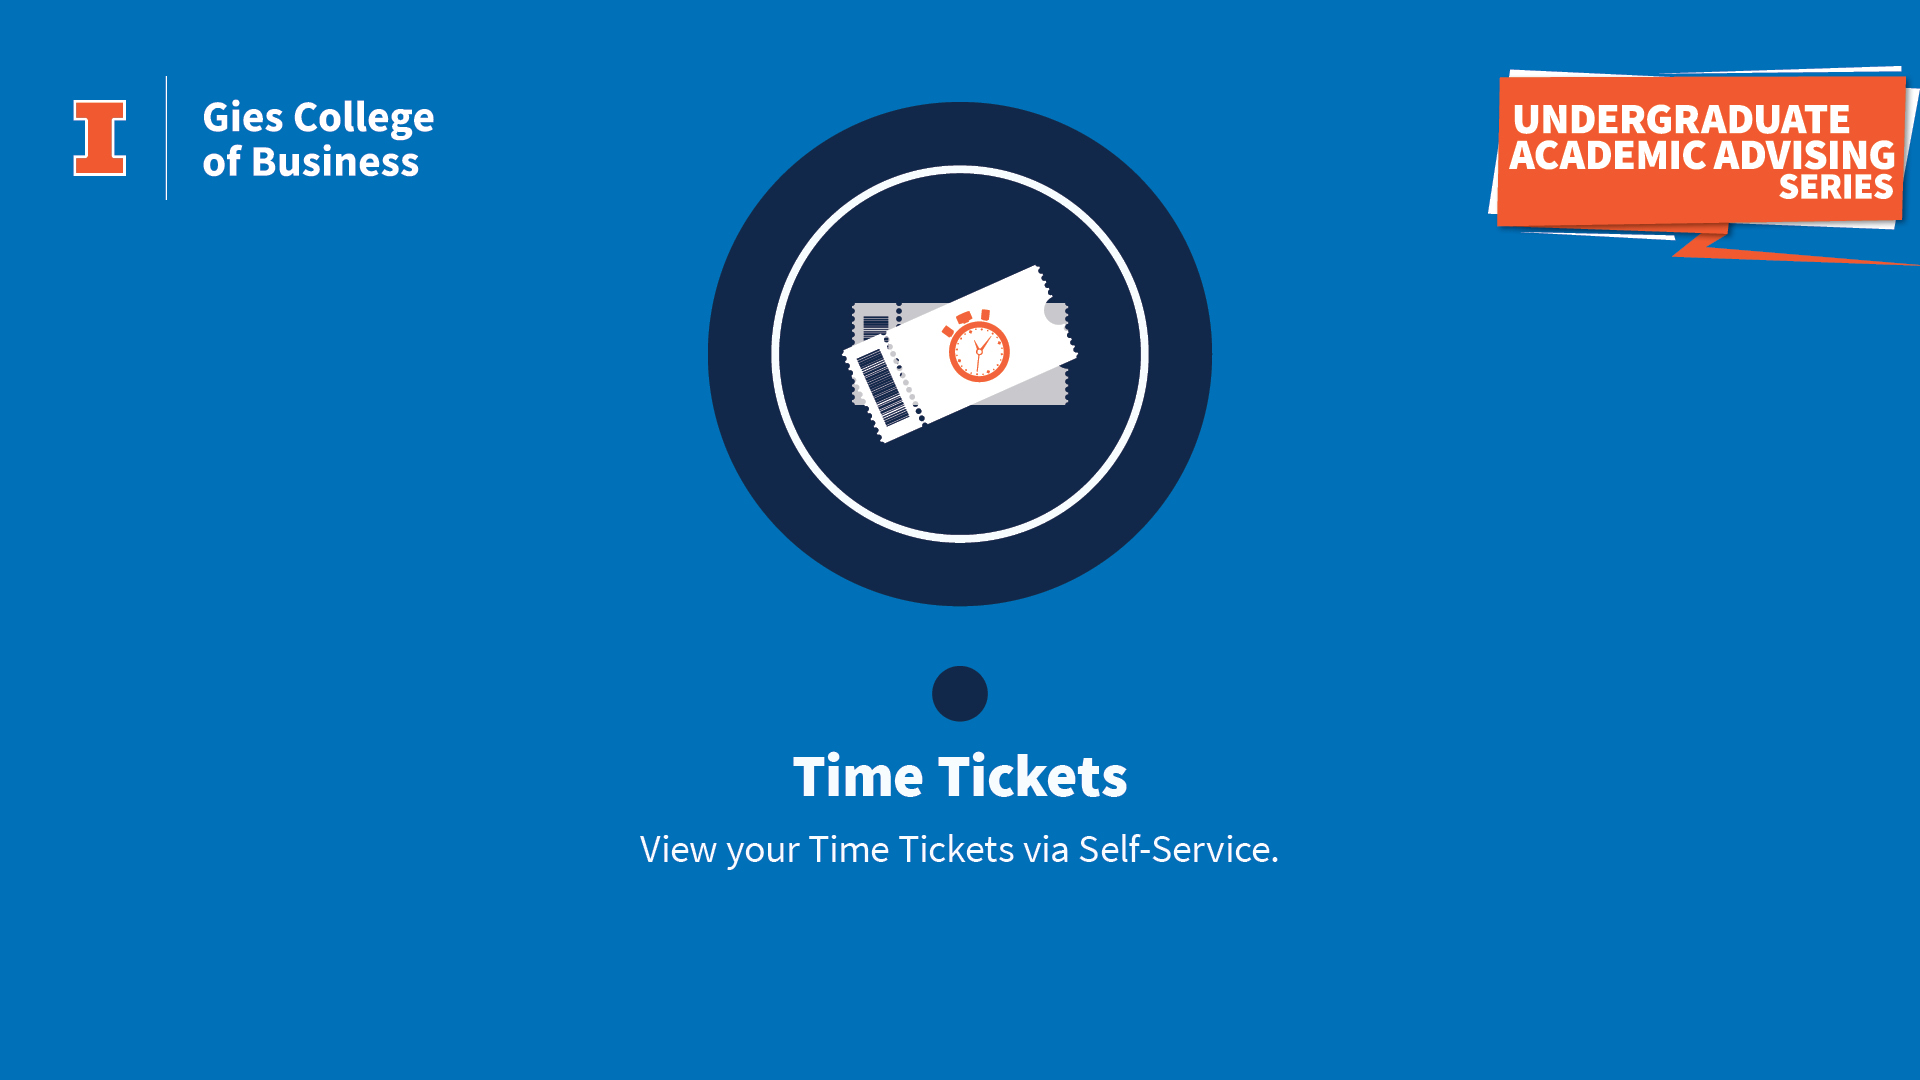 Gies College
of Business
UNDERGRADUATE
ACADEMIC ADVISING
SERIES
Time Tickets
View your Time Tickets via Self-Service.